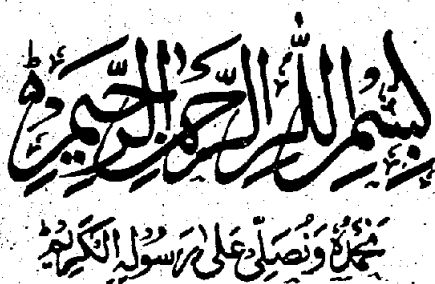 بِسْمِ اللّٰهِ الرَّحْمٰنِ الرَّحِيْمِ
نَحْمَدُهٗ وَنُصَلِّیْ عَلٰی رَسُوْلِهِ الْكَرِيْمِ